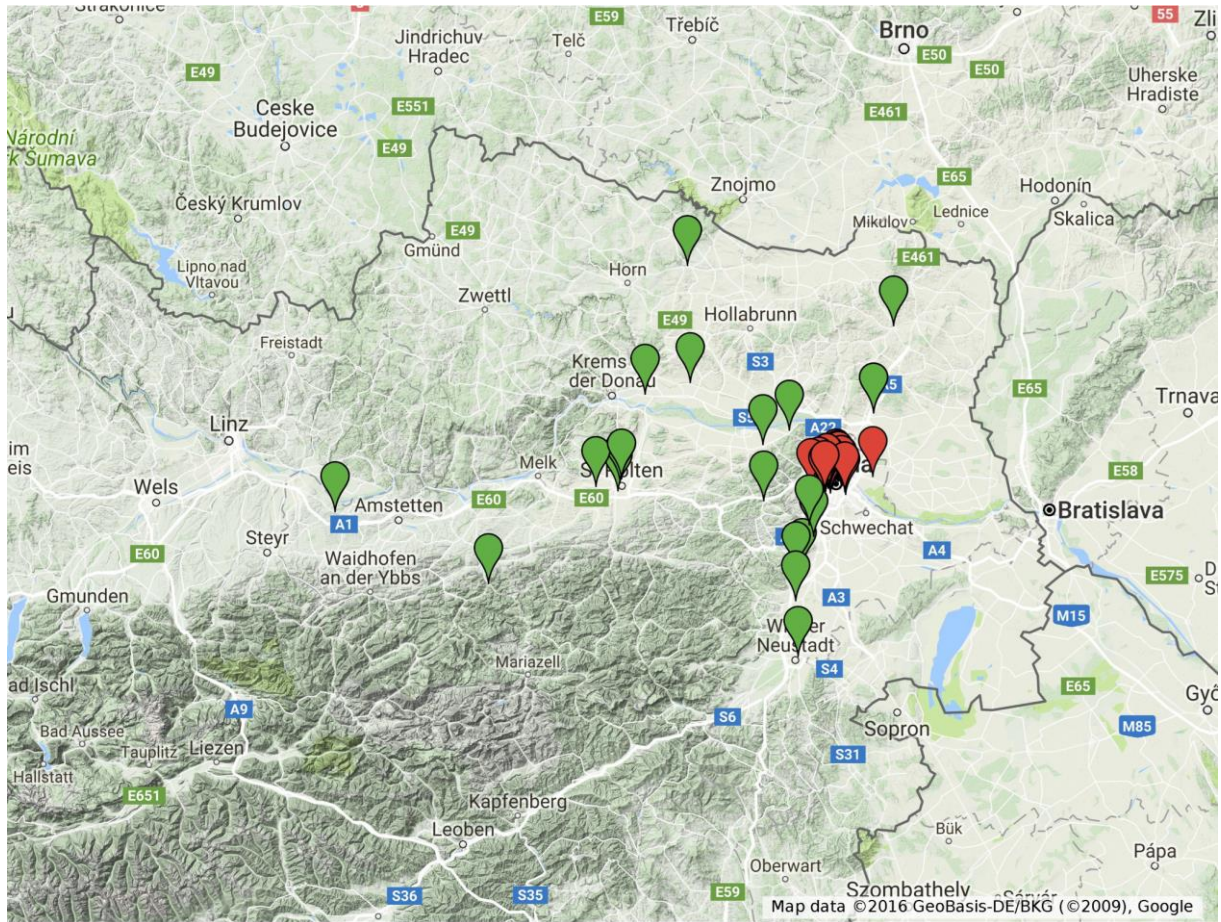 Strakonice
E59
Třebíč
55
Zli
Jindrichuv
Hradec
Telč
Brno
E50
E50
E49
Uherske
Hradiste
Ceske
Budejovice
E551
E461
E49
Národní
k Šumava
E65
Znojmo
Hodonín
Skalica
Český Krumlov
Mikulov
Lednice
E49
Gmünd
E461
Lipno nad
Vltavou
Horn
Zwettl
Hollabrunn
E49
Freistadt
Krems
der Donau
S3
E65
Trnava
Linz
A22
E58
Melk
Wels
E60
E60
Amstetten
A1
Schwechat
Bratislava
Steyr
E60
Waidhofen
an der Ybbs
A4
E575
Gmunden
A3
M15
Neustadt
Mariazell
S4
ad Ischl
E65
A9
S6
Győ
Sopron
M85
Bad Aussee
Tauplitz
Liezen
S31
Hallstatt
E651
Kapfenberg
Leoben
Bük
Pápa
Oberwart
S36
S35
E59
Szombathely
Map data ©2016 GeoBasis-DE/BKG (©2009), Google